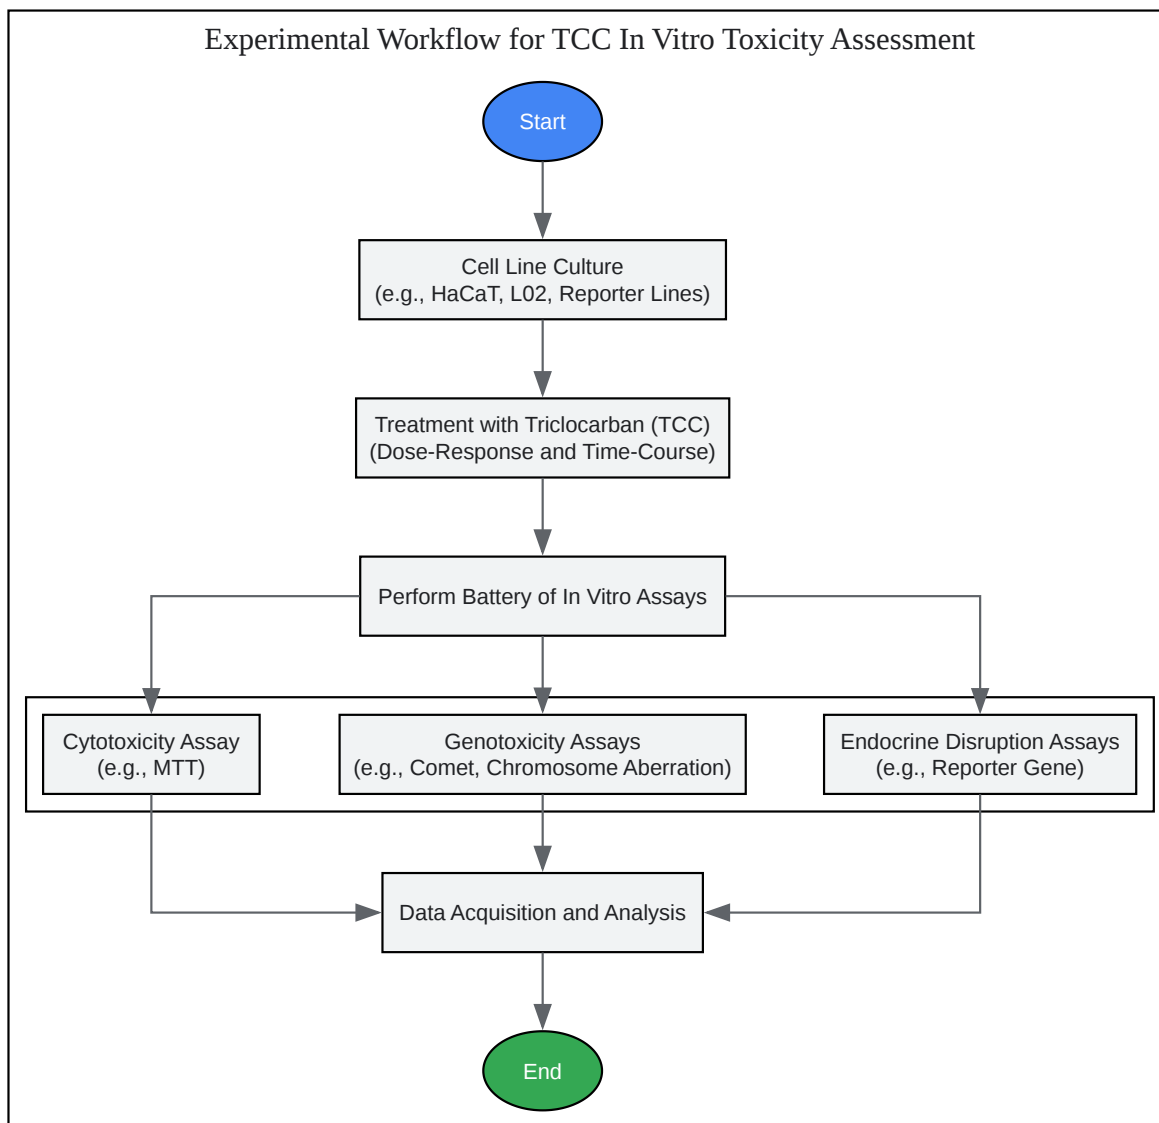 Experimental Workflow for TCC In Vitro Toxicity Assessment
Start
Cell Line Culture
(e.g., HaCaT, L02, Reporter Lines)
Treatment with Triclocarban (TCC)
(Dose-Response and Time-Course)
Perform Battery of In Vitro Assays
Cytotoxicity Assay
(e.g., MTT)
Genotoxicity Assays
(e.g., Comet, Chromosome Aberration)
Endocrine Disruption Assays
(e.g., Reporter Gene)
Data Acquisition and Analysis
End